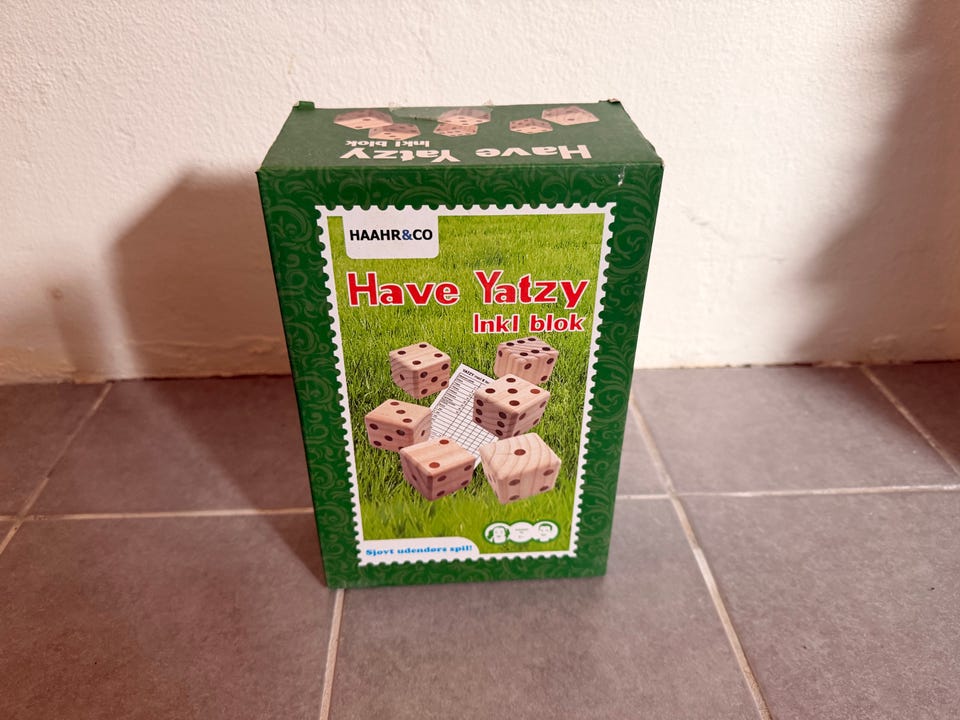 Have Yatzy
Inkl blok
HAAHR&CO
Have Yatzy
Inkl blok
Sjovt udendørs spil!